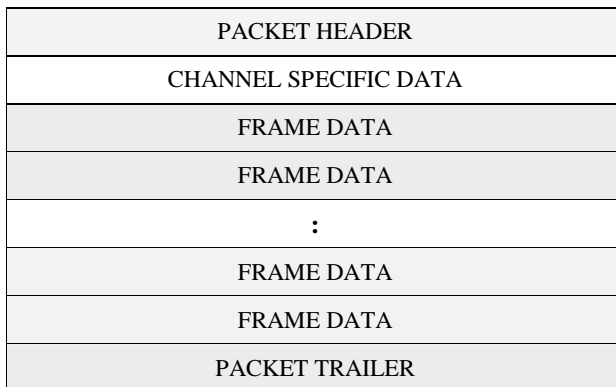 PACKET HEADER
CHANNEL SPECIFIC DATA
FRAME DATA
FRAME DATA
:
FRAME DATA
FRAME DATA
PACKET TRAILER